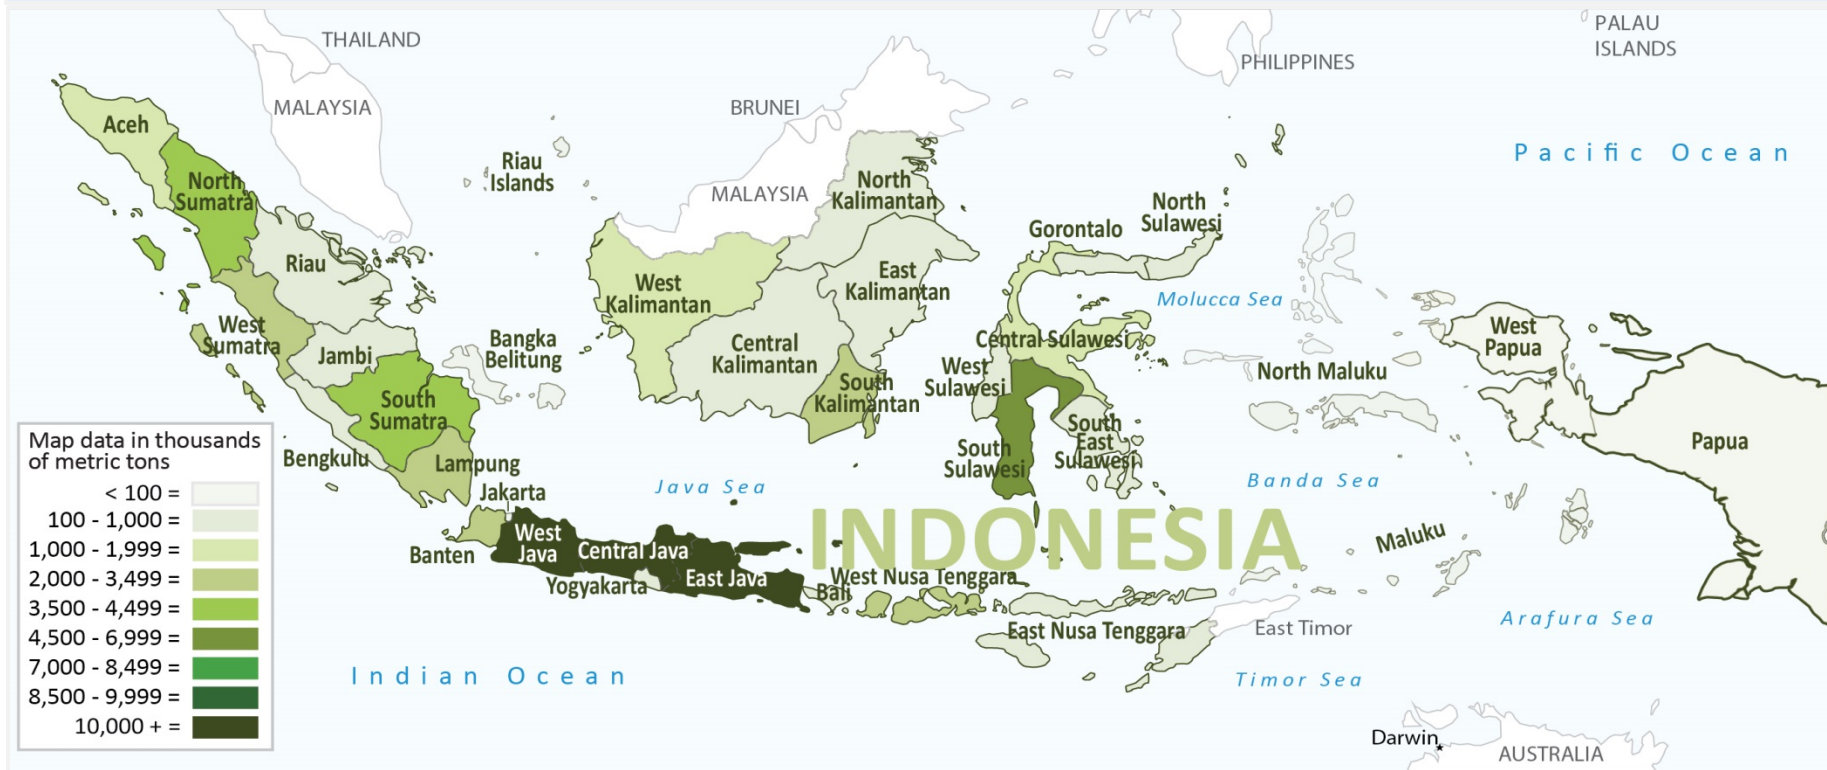 THAILAND
MALAYSIA
BRUNEI
MALAYSIA
PHILIPPINES
PALAU
ISLANDS
Pacific Ocean
Aceh
North
Sumatra
Riau
Islands
Riau
West
Sumatra
Jambi
Bangka
Belitung
South
Sumatra
Bengkulu
Lampung
North
Kalimantan
West
Kalimantan
East
Kalimantan
Central
Kalimantan
South
Kalimantan
Gorontalo
North
Sulawesi
Molucca Sea
Central Sulawesi
West
Sulawesi
South
Sulawesi
South
East
Sulawesi
North Maluku
West
Papua
Papua
Java Sea
Banda Sea
Jakarta
Banten
West
Java
Central Java
Yogyakarta
East Java
Bali
West Nusa Tenggara
East Nusa Tenggara
INDONESIA
Maluku
East Timor
Arafura Sea
Timor Sea
Indian Ocean
Darwin
AUSTRALIA
Map data in thousands
of metric tons
< 100 =
100 - 1,000 =
1,000 - 1,999 =
2,000 - 3,499 =
3,500 - 4,499 =
4,500 - 6,999 =
7,000 - 8,499 =
8,500 - 9,999 =
10,000 + =